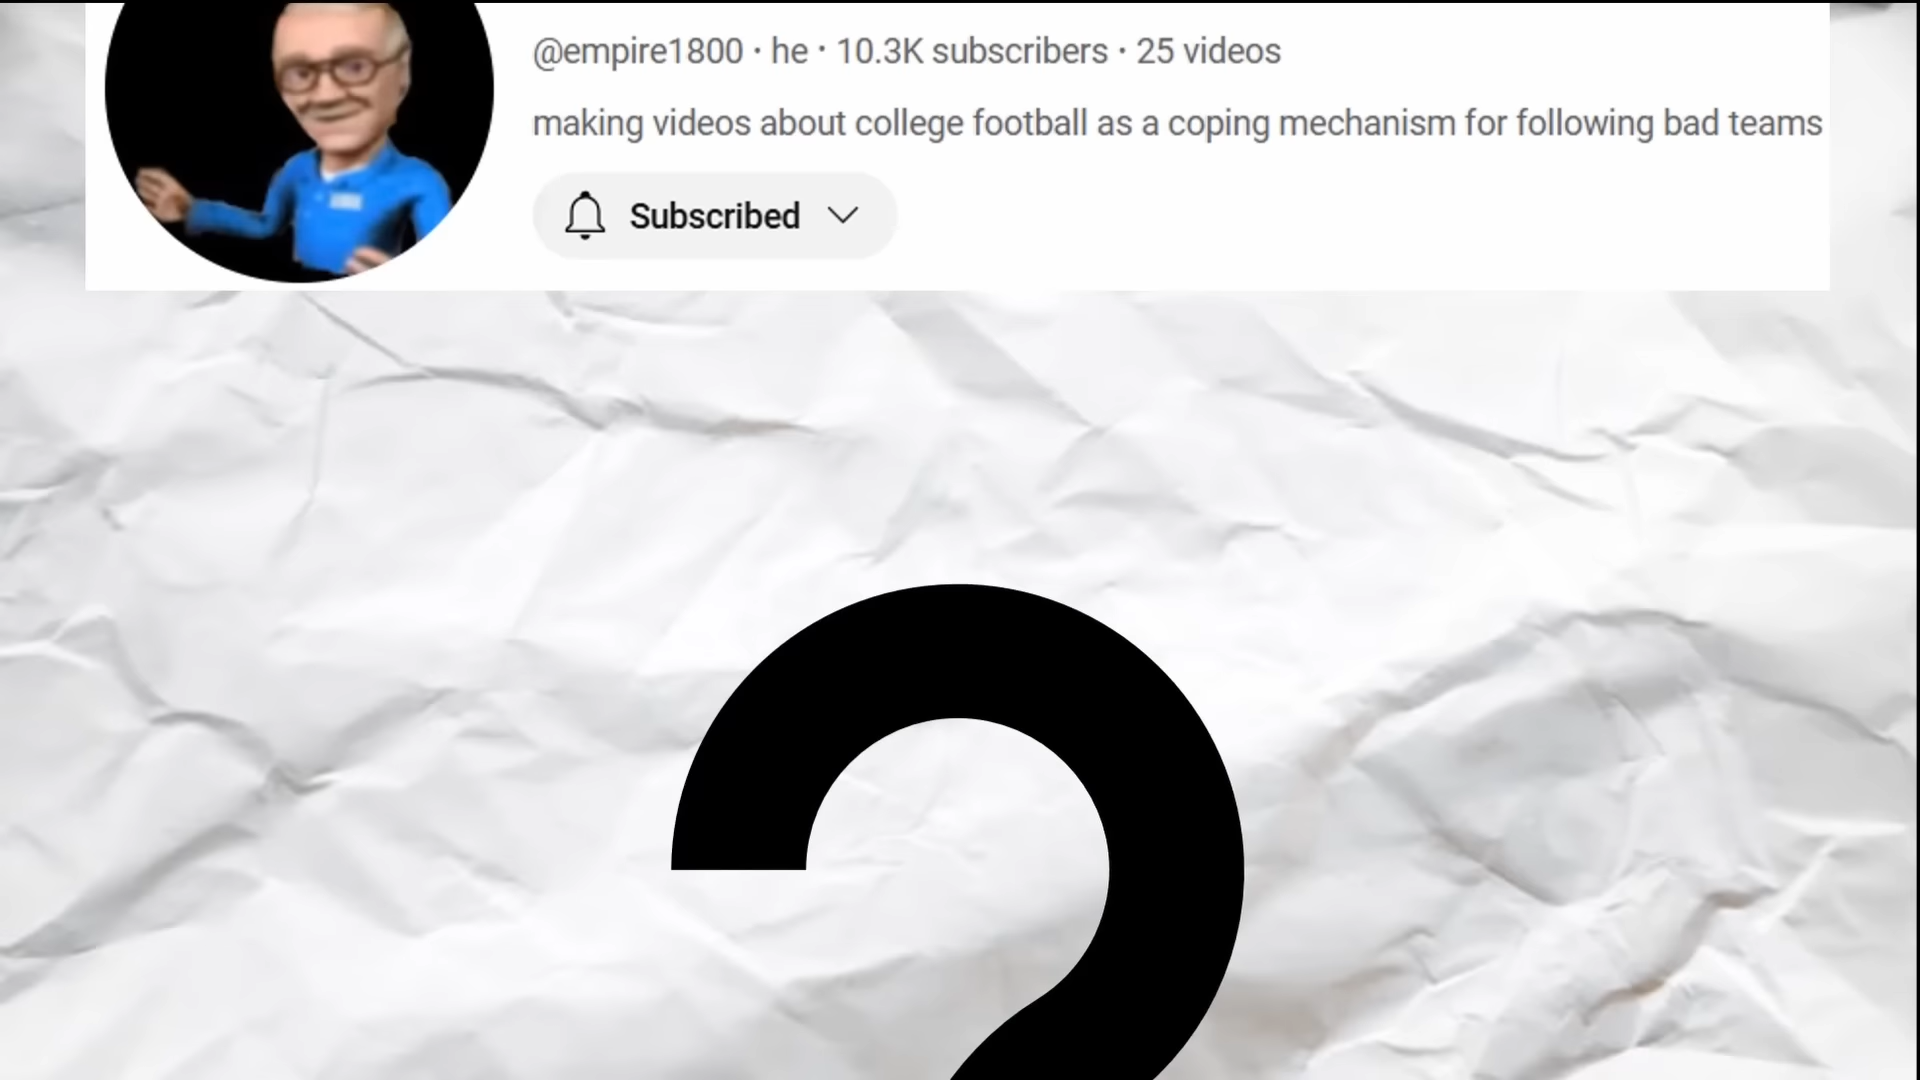 @empire1800 · he · 10.3K subscribers · 25 videos
making videos about college football as a coping mechanism for following bad teams
Subscribed
?